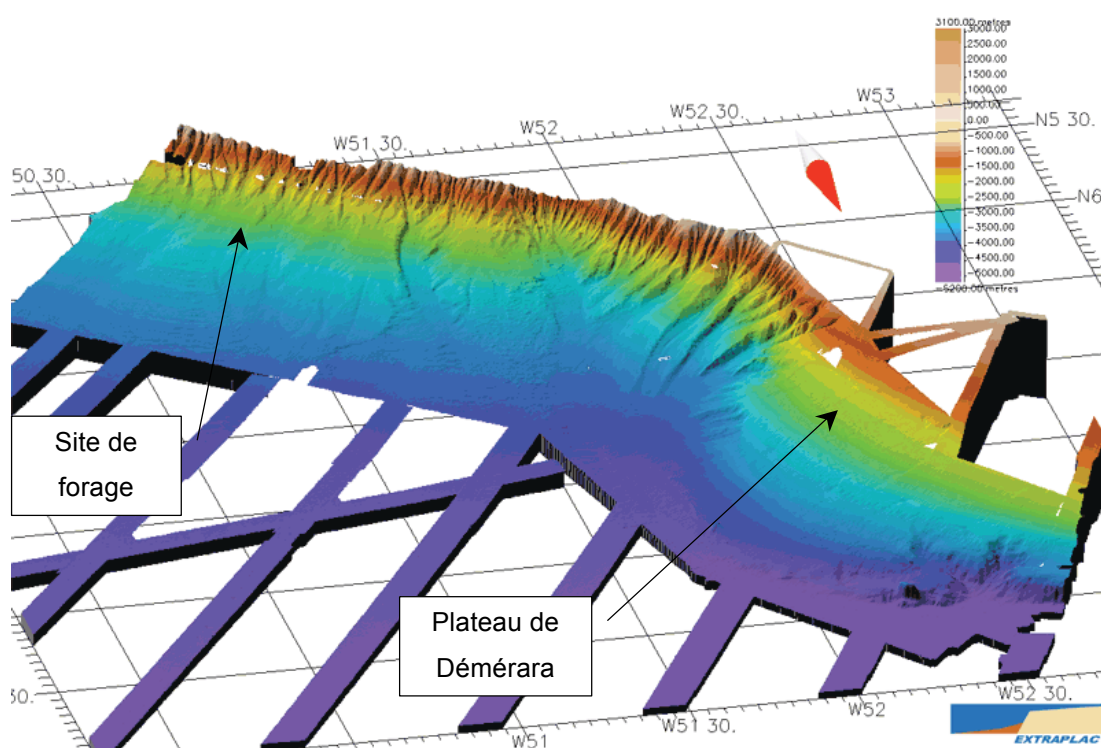 3100.00 metres
3000.00
2500.00
2000.00
1500.00
1000.00
500.00
0.00
-500.00
-1000.00
-1500.00
-2000.00
-2500.00
-3000.00
-3500.00
-4000.00
-4500.00
-5000.00
-5200.00 metres
50 30.
W51 30.
W52
W52 30.
W53
N5 30.
N6
Site de
forage
Plateau de
Démérara
30.
W51
W51 30.
W52
W52 30.
EXTRAPLAC